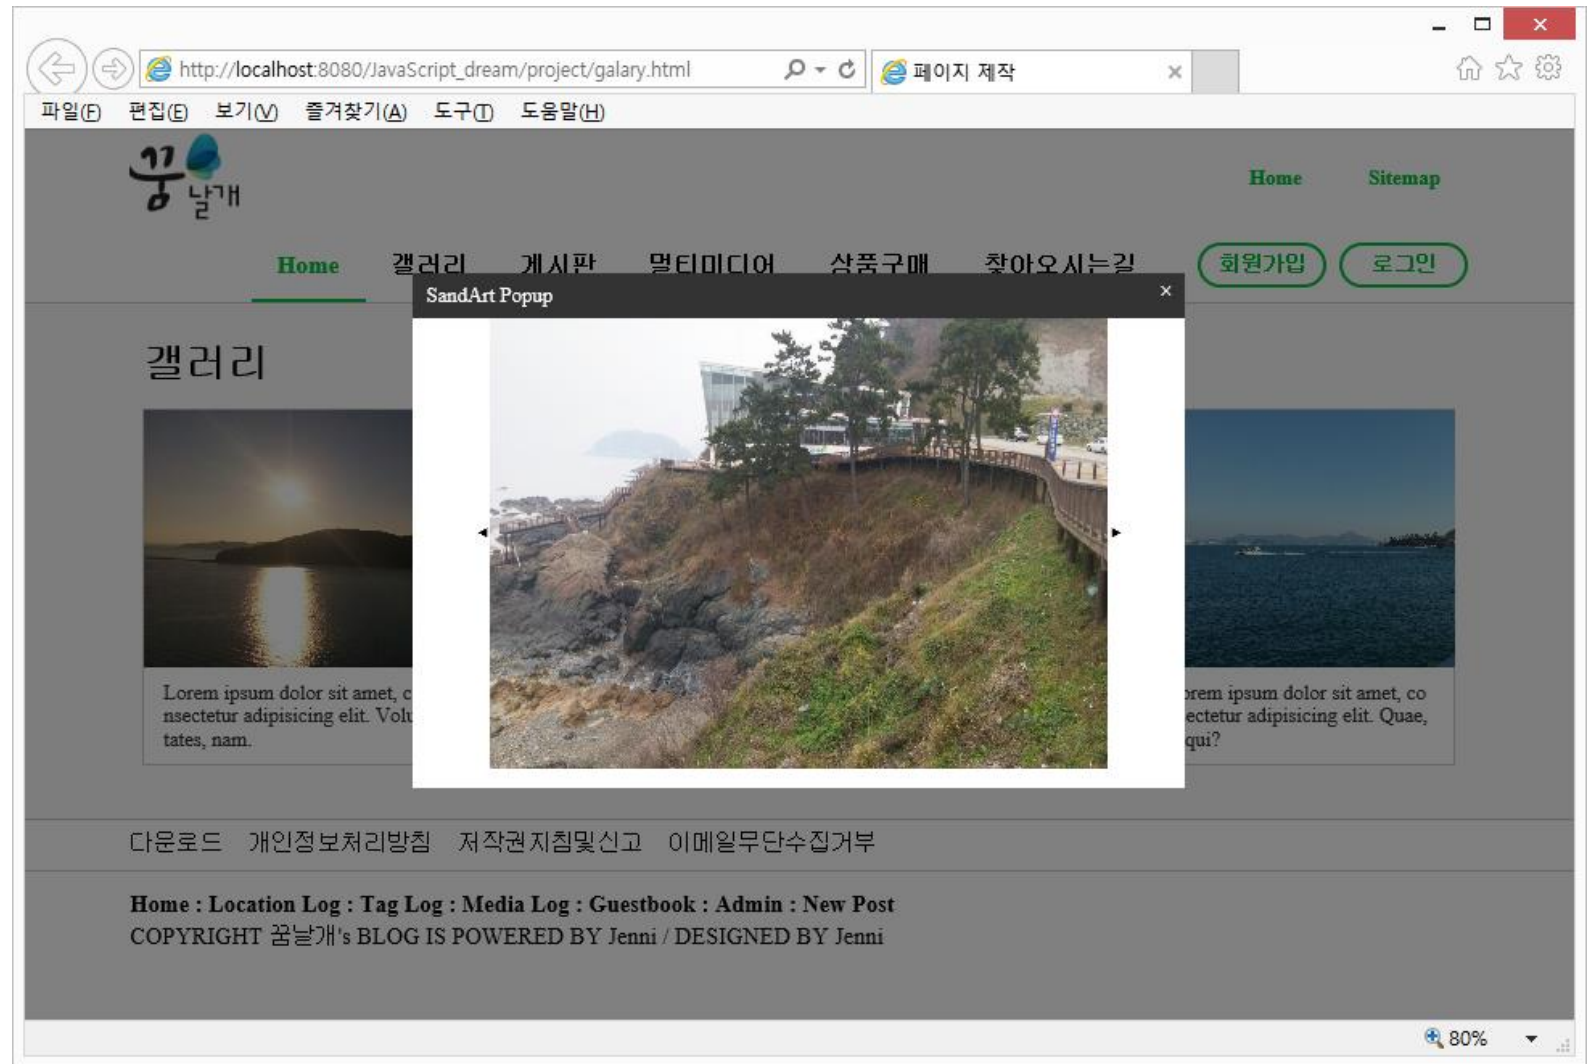 http://localhost:8080/JavaScript_dream/project/galary.html
페이지 제작
파일(F) 편집(E) 보기(V) 즐겨찾기(A) 도구(T) 도움말(H)
꿈
날개
Home Sitemap
Home 갤러리 게시판 멀티미디어 상품구매 찾아오시는길 회원가입 로그인
SandArt Popup ×
갤러리
Lorem ipsum dolor sit amet, c
nsectetur adipisicing elit. Volu
tates, nam.
orem ipsum dolor sit amet, co
ectetur adipisicing elit. Quae,
qui?
다운로드 개인정보처리방침 저작권지침및신고 이메일무단수집거부
Home : Location Log : Tag Log : Media Log : Guestbook : Admin : New Post
COPYRIGHT 꿈날개's BLOG IS POWERED BY Jenni / DESIGNED BY Jenni
80%